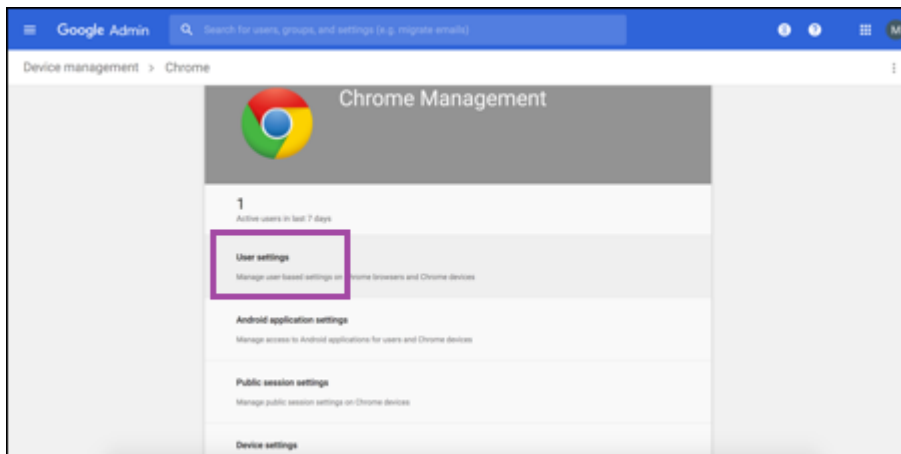 Google Admin
Search for users, groups, and settings (e.g. migrate emails)
M
Device management > Chrome
Chrome Management
1
Active users in last 7 days
User settings
Manage user-based settings on Chrome browsers and Chrome devices
Android application settings
Manage access to Android applications for users and Chrome devices
Public session settings
Manage public session settings on Chrome devices
Device settings